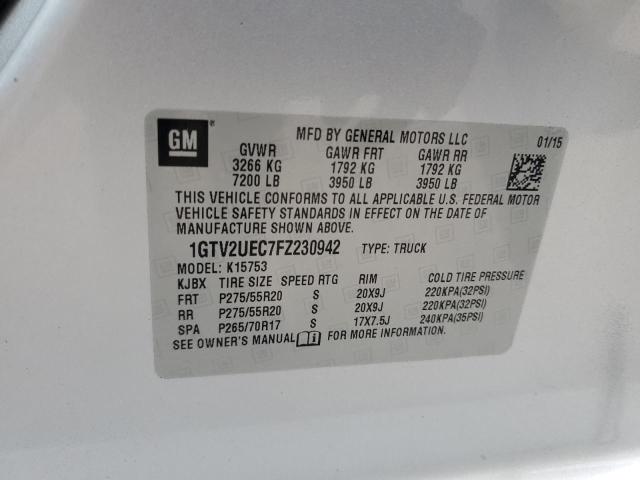 GM
MFD BY GENERAL MOTORS LLC 01/15
GVWR GAWR FRT GAWR RR
3266 KG 1792 KG 1792 KG
7200 LB 3950 LB 3950 LB
THIS VEHICLE CONFORMS TO ALL APPLICABLE U.S. FEDERAL MOTOR
VEHICLE SAFETY STANDARDS IN EFFECT ON THE DATE OF
MANUFACTURE SHOWN ABOVE.
1GTV2UEC7FZ230942 TYPE: TRUCK
MODEL: K15753
KJBX TIRE SIZE SPEED RTG RIM COLD TIRE PRESSURE
FRT P275/55R20 S 20X9J 220KPA(32PSI)
RR P275/55R20 S 20X9J 220KPA(32PSI)
SPA P265/70R17 S 17X7.5J 240KPA(35PSI)
SEE OWNER'S MANUAL FOR MORE INFORMATION.